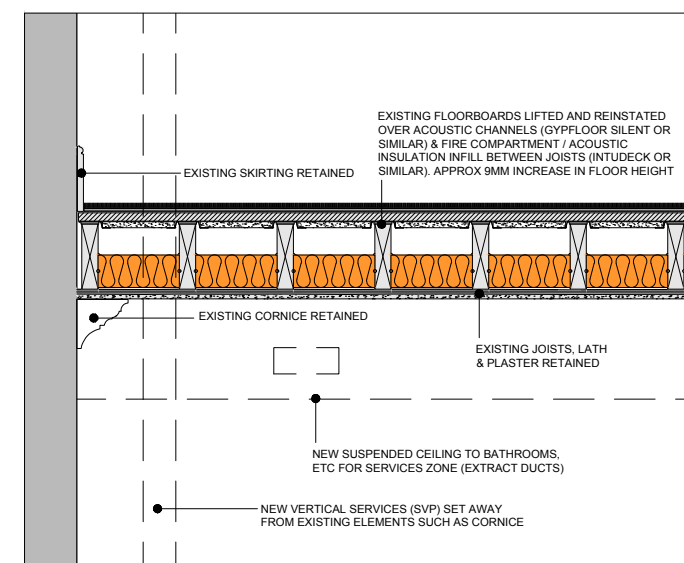 EXISTING FLOORBOARDS LIFTED AND REINSTATED
OVER ACOUSTIC CHANNELS (GYPFLOOR SILENT OR
SIMILAR) & FIRE COMPARTMENT / ACOUSTIC
INSULATION INFILL BETWEEN JOISTS (INTUDECK OR
SIMILAR). APPROX 9MM INCREASE IN FLOOR HEIGHT
EXISTING SKIRTING RETAINED
EXISTING CORNICE RETAINED
EXISTING JOISTS, LATH
& PLASTER RETAINED
NEW SUSPENDED CEILING TO BATHROOMS,
ETC FOR SERVICES ZONE (EXTRACT DUCTS)
NEW VERTICAL SERVICES (SVP) SET AWAY
FROM EXISTING ELEMENTS SUCH AS CORNICE